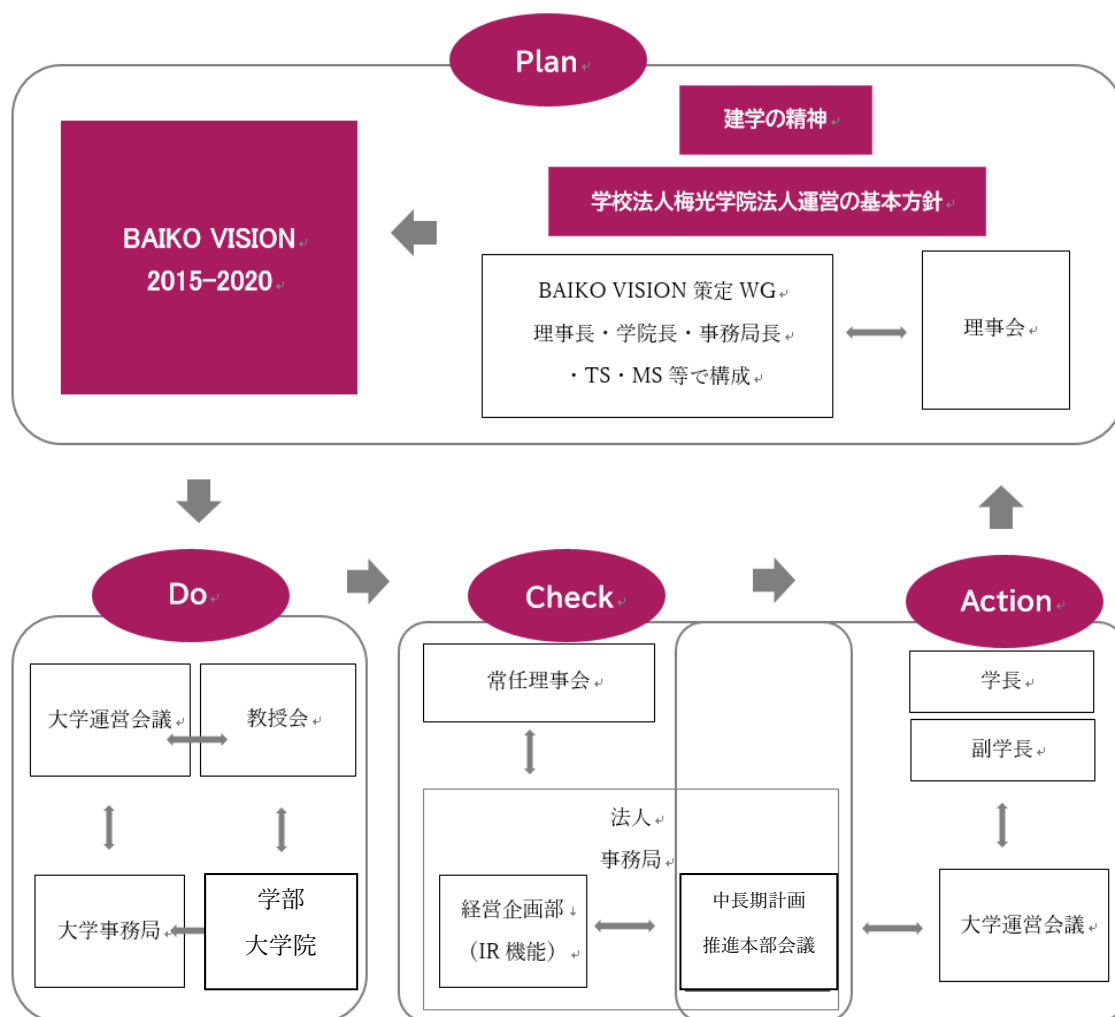 Plan
建学の精神
学校法人梅光学院法人運営の基本方針
BAIKO VISION
2015-2020
BAIKO VISION 策定 WG
理事長・学院長・事務局長
・TS・MS 等で構成
理事会
Do
Check
Action
大学運営会議
教授会
大学事務局
学部
大学院
常任理事会
法人
事務局
経営企画部
（IR 機能）
中長期計画
推進本部会議
学長
副学長
大学運営会議